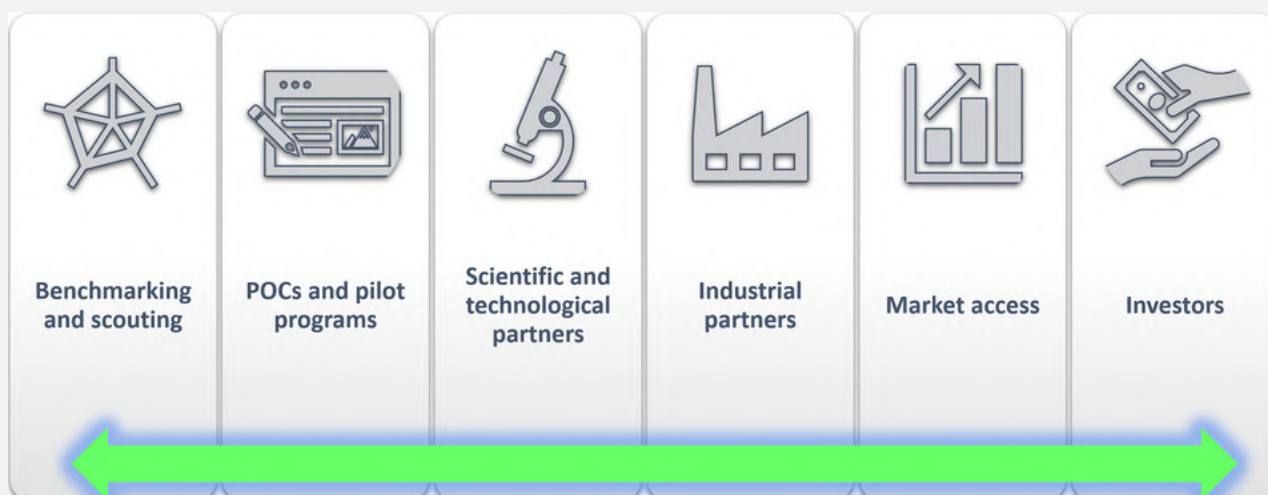 Benchmarking
and scouting
POCs and pilot
programs
Scientific and
technological
partners
Industrial
partners
Market access
Investors